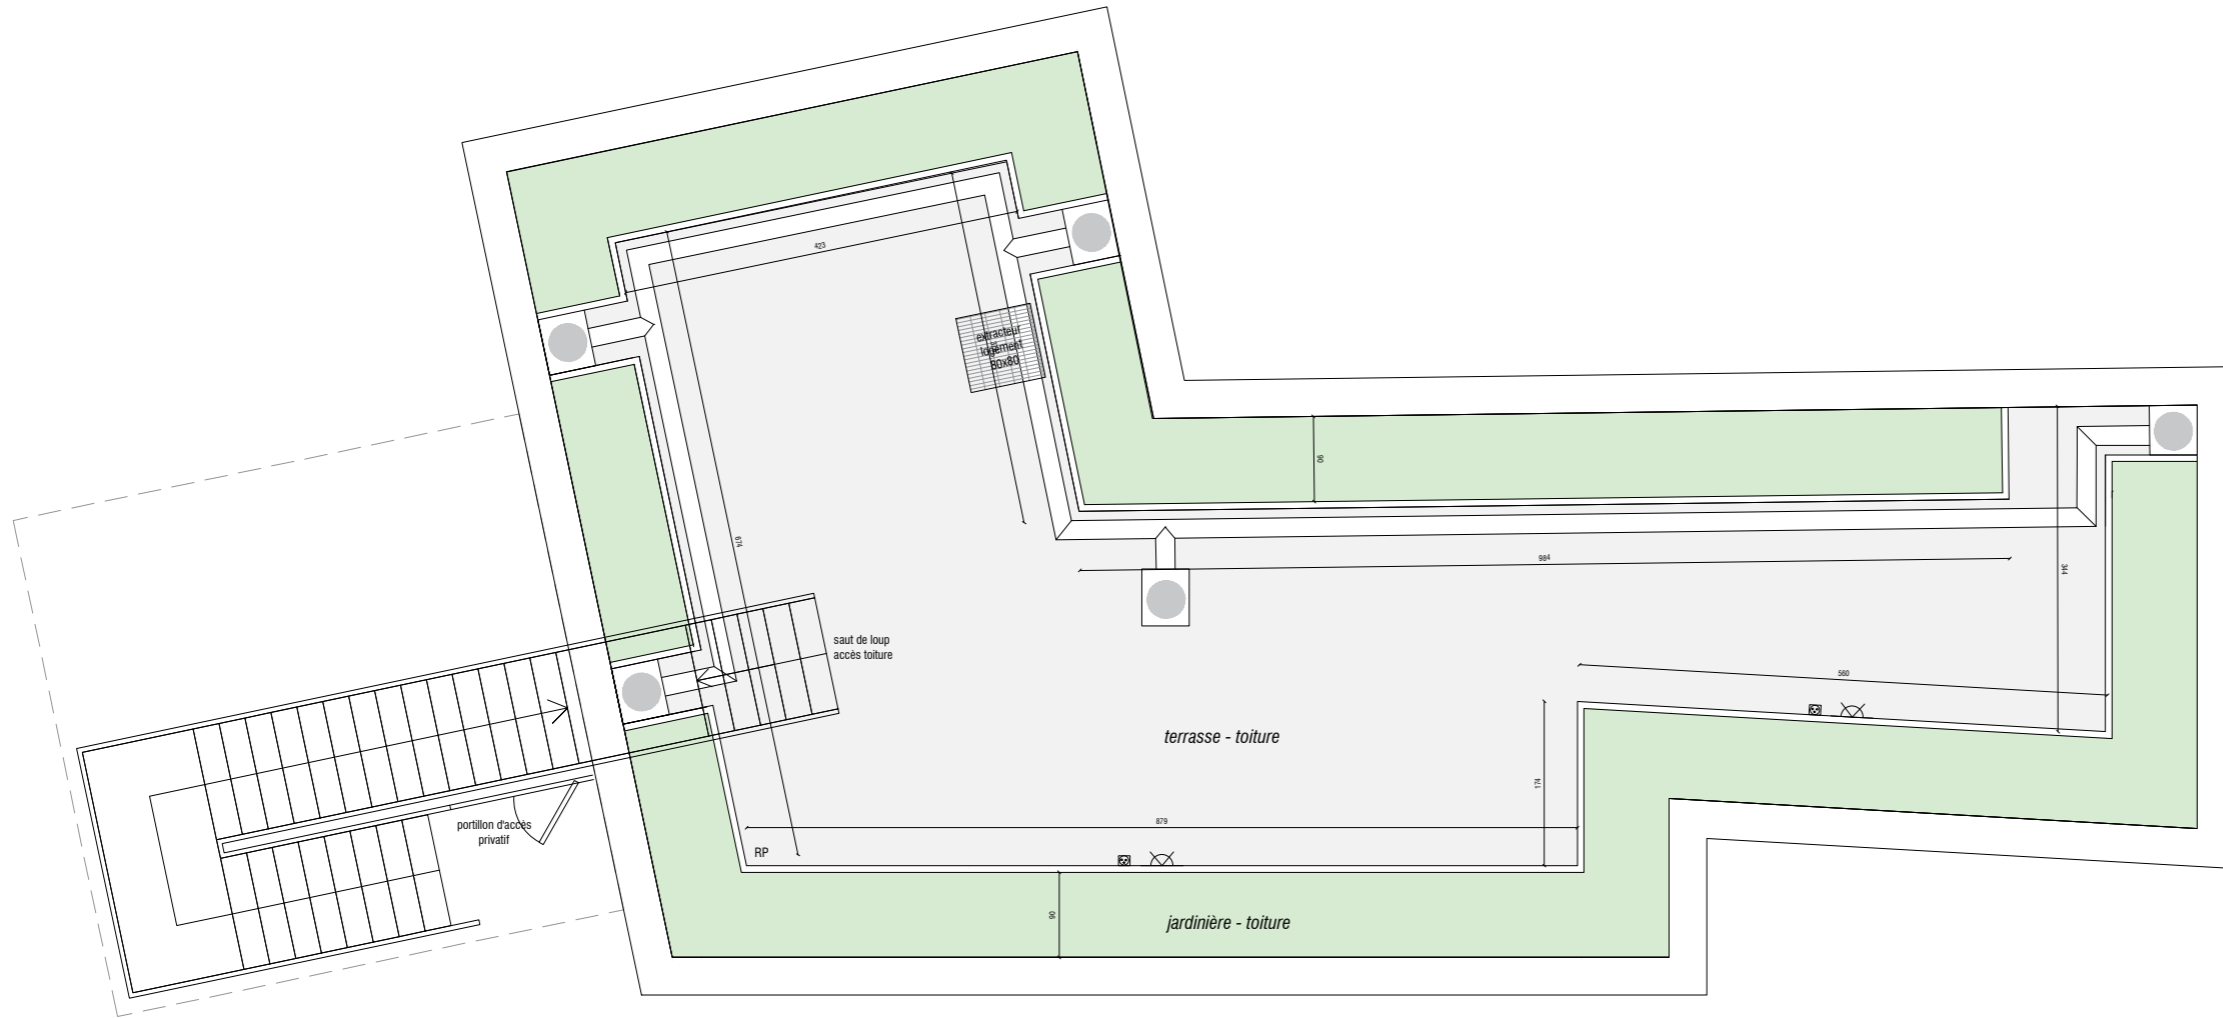 423
extracteur
logement
80x80
90
674
984
344
saut de loup
accès toiture
560
terrasse - toiture
174
portillon d'accès
privatif
879
RP
90
jardinière - toiture